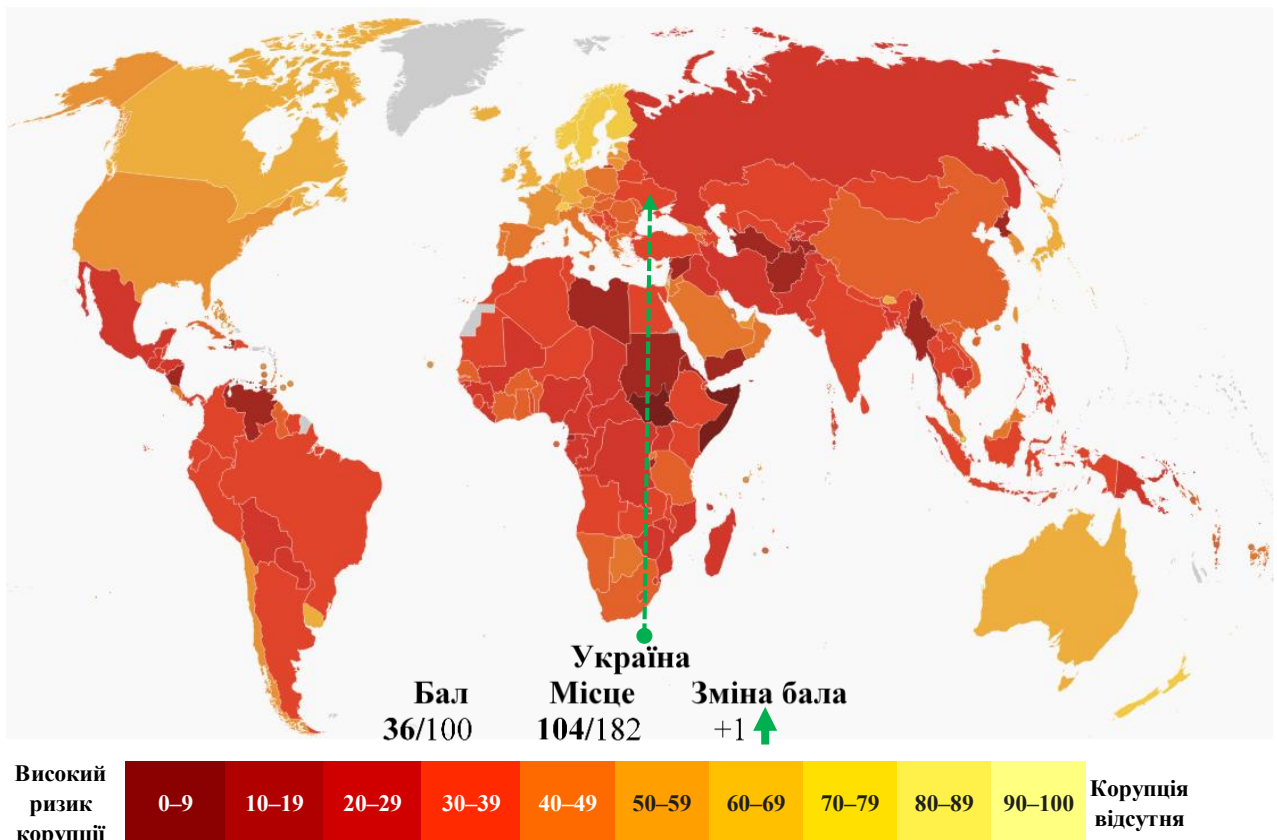 Україна
Бал Місце Зміна бала
36/100 104/182 +1
Високий
ризик
корупції
0–9 10–19 20–29 30–39 40–49 50–59 60–69 70–79 80–89 90–100
Корупція
відсутня